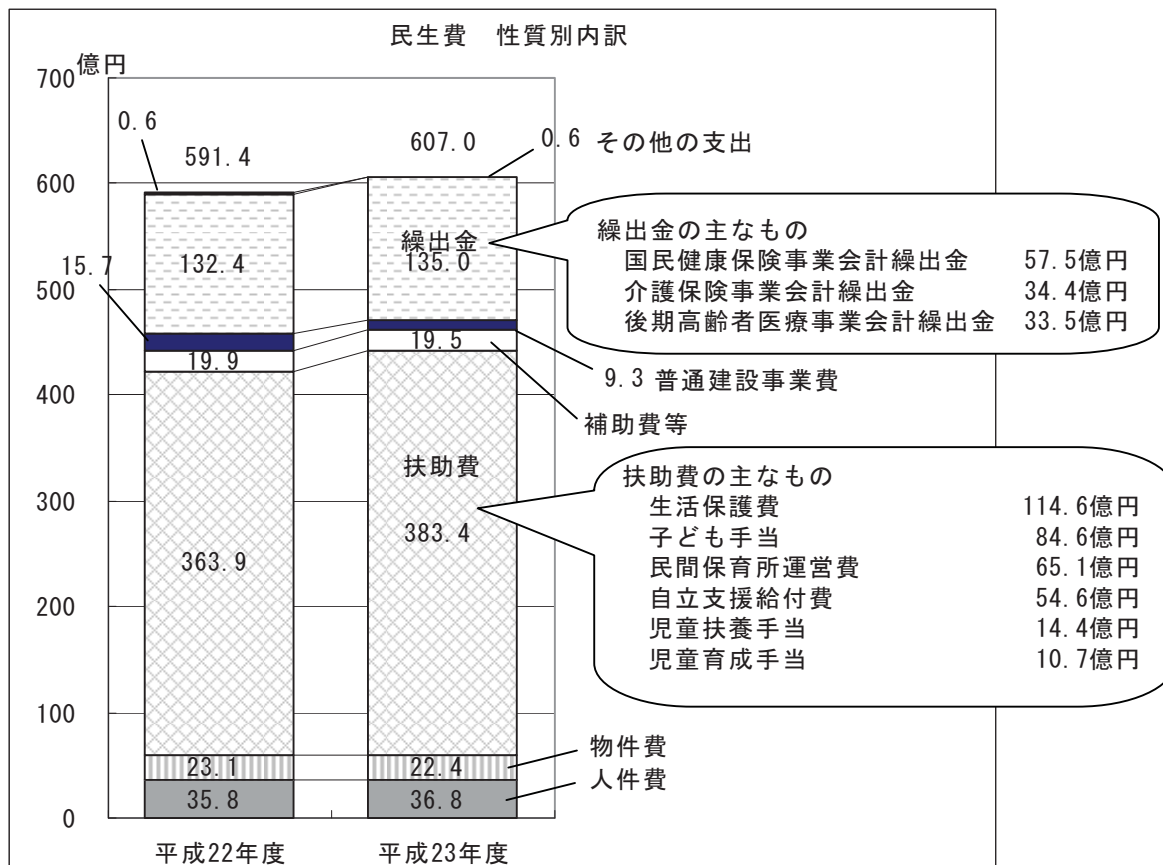 民生費　性質別内訳
億円
700
600
500
400
300
200
100
0
0.6
591.4
607.0
0.6 その他の支出
132.4
繰出金
135.0
15.7
19.9
19.5
9.3 普通建設事業費
補助費等
363.9
扶助費
383.4
23.1
22.4
物件費
35.8
36.8
人件費
平成22年度
平成23年度
繰出金の主なもの
国民健康保険事業会計繰出金 57.5億円
介護保険事業会計繰出金 34.4億円
後期高齢者医療事業会計繰出金 33.5億円
扶助費の主なもの
生活保護費 114.6億円
子ども手当 84.6億円
民間保育所運営費 65.1億円
自立支援給付費 54.6億円
児童扶養手当 14.4億円
児童育成手当 10.7億円